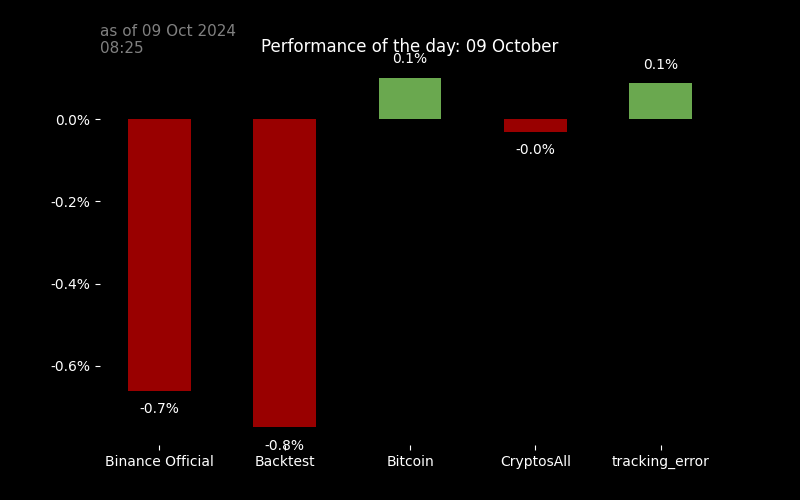 as of 09 Oct 2024
08:25
Performance of the day: 09 October
0.1%
0.1%
0.0%
-0.0%
-0.2%
-0.4%
-0.6%
-0.7%
-0.8%
Binance Official
Backtest
Bitcoin
CryptosAll
tracking_error